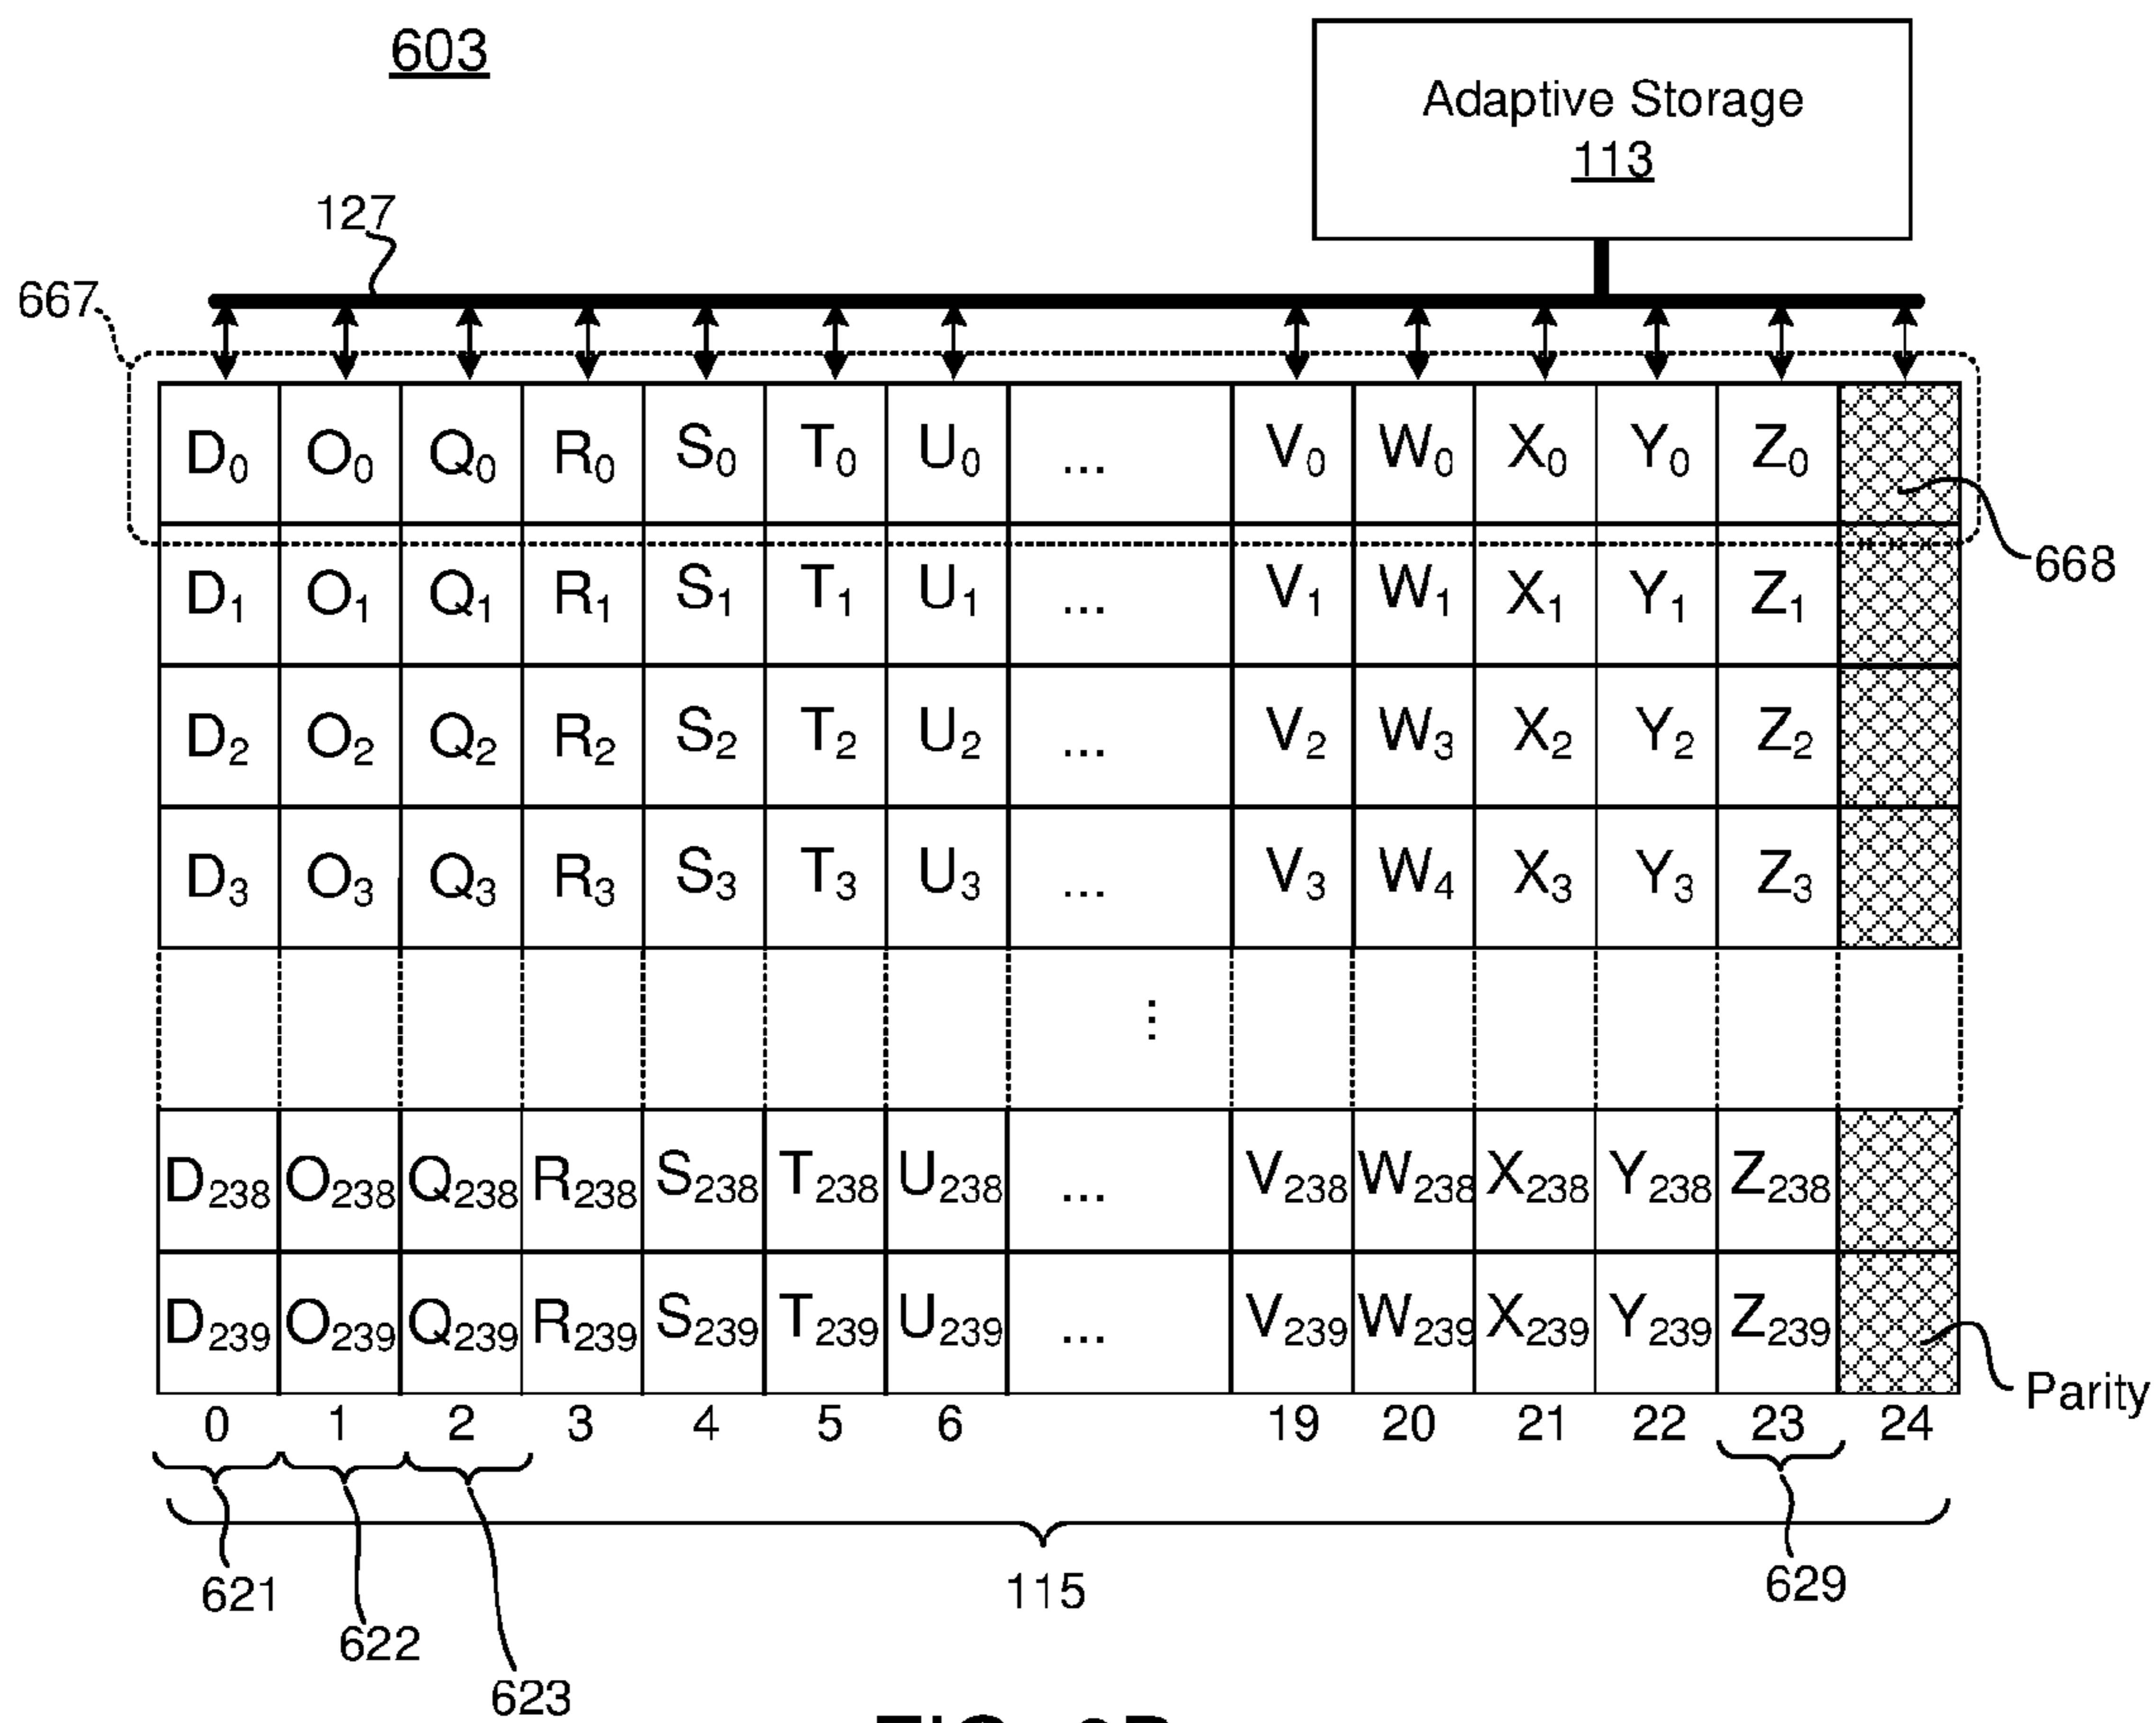 603
Adaptive Storage
113
127
667
D0 O0 Q0 R0 S0 T0 U0 ... V0 W0 X0 Y0 Z0
668
D1 O1 Q1 R1 S1 T1 U1 ... V1 W1 X1 Y1 Z1
D2 O2 Q2 R2 S2 T2 U2 ... V2 W3 X2 Y2 Z2
D3 O3 Q3 R3 S3 T3 U3 ... V3 W4 X3 Y3 Z3
⋮
D238 O238 Q238 R238 S238 T238 U238 ... V238 W238 X238 Y238 Z238
D239 O239 Q239 R239 S239 T239 U239 ... V239 W239 X239 Y239 Z239
Parity
0 1 2 3 4 5 6 19 20 21 22 23 24
621
622
623
115
629